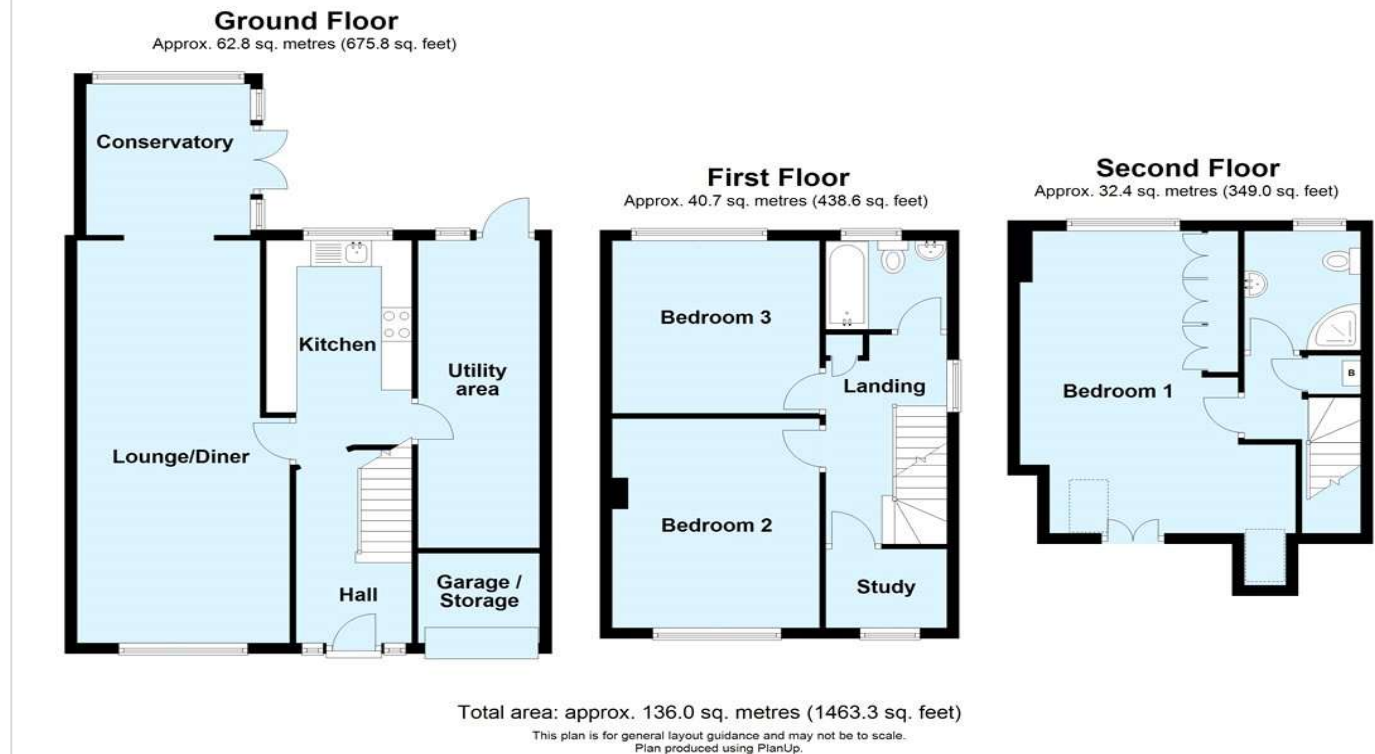 Ground Floor
Approx. 62.8 sq. metres (675.8 sq. feet)
Conservatory
Kitchen
Utility
area
Lounge/Diner
Hall
Garage /
Storage
First Floor
Approx. 40.7 sq. metres (438.6 sq. feet)
Bedroom 3
Landing
Bedroom 2
Study
Second Floor
Approx. 32.4 sq. metres (349.0 sq. feet)
Bedroom 1
B
Total area: approx. 136.0 sq. metres (1463.3 sq. feet)
This plan is for general layout guidance and may not be to scale.
Plan produced using PlanUp.